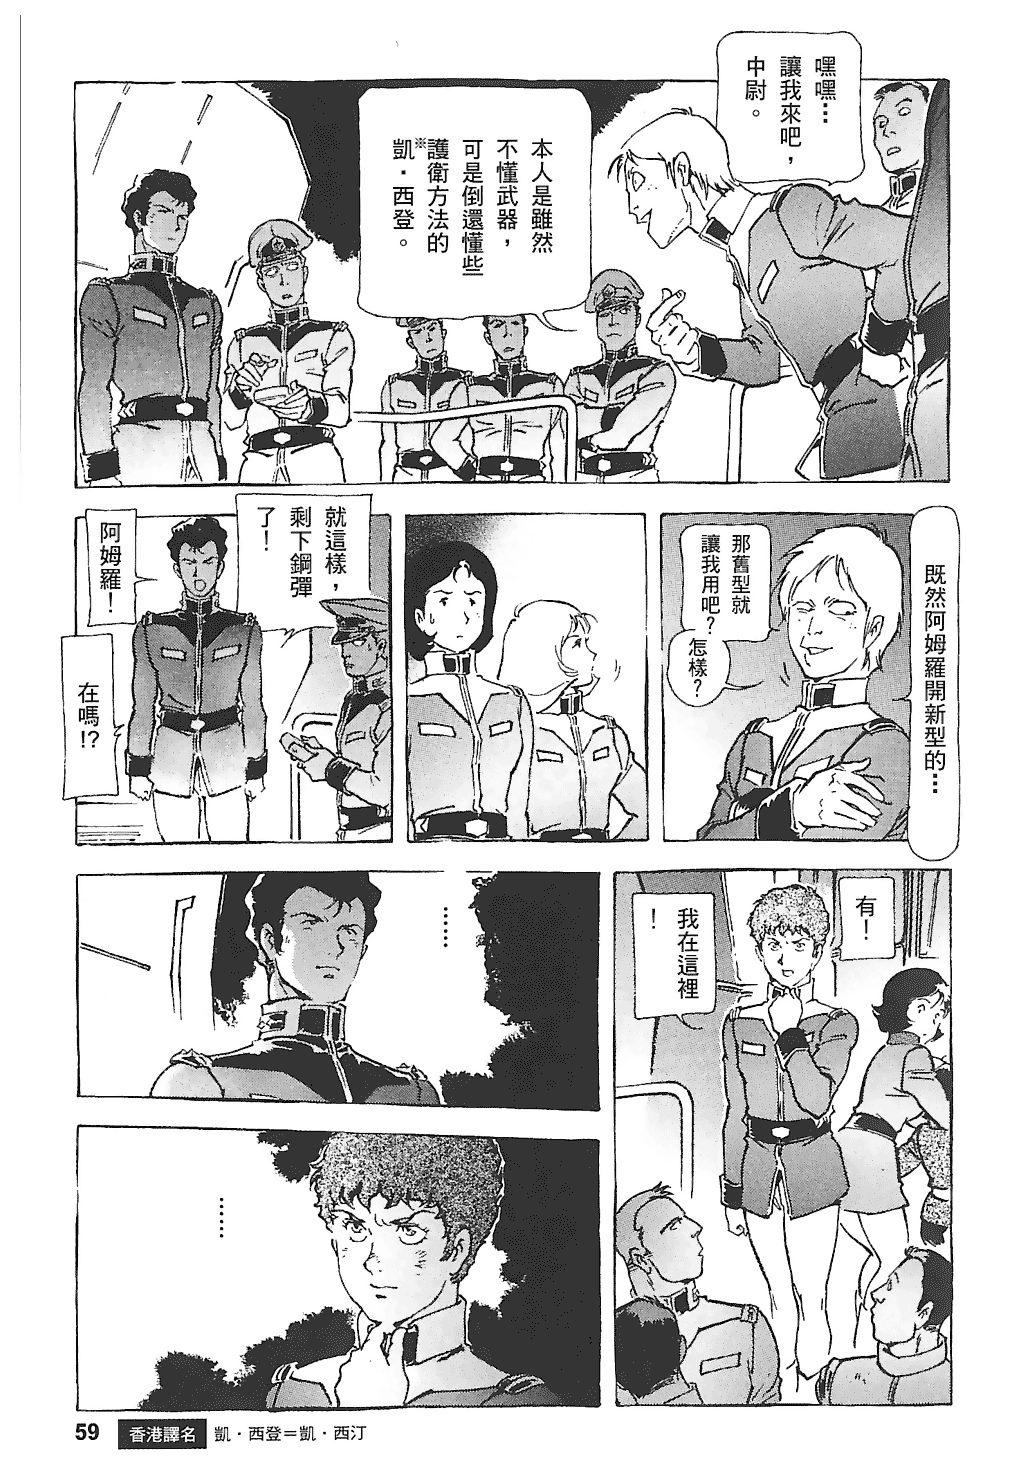 嘿嘿…
讓我來吧，
中尉。
本人是雖然
不懂武器，
可是倒還懂些
※護衛方法的
凱・西登。
既然阿姆羅開新型的…
那舊型就
讓我用吧？
怎樣？
就這樣，
剩下鋼彈
了！
阿姆羅！
在嗎!?
有！
我在這裡
！
……
……
59
香港譯名
凱・西登＝凱・西汀